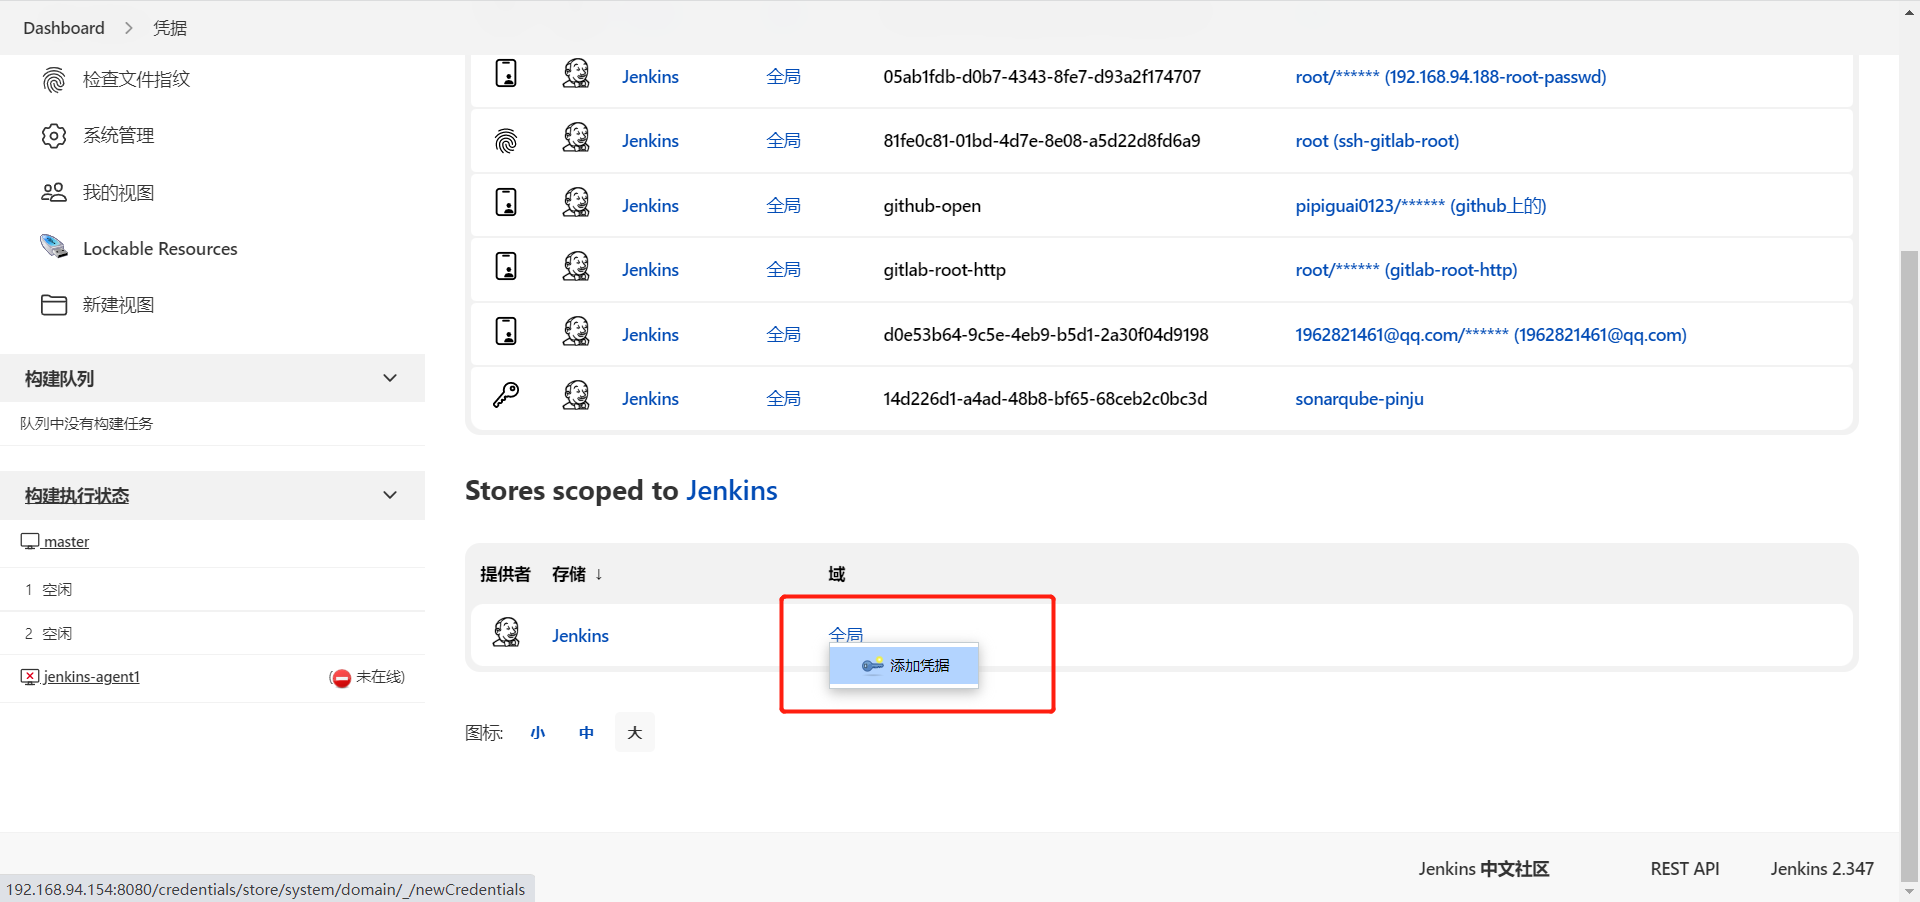 Dashboard > 凭据
检查文件指纹
系统管理
我的视图
Lockable Resources
新建视图
构建队列
队列中没有构建任务
构建执行状态
master
1 空闲
2 空闲
jenkins-agent1 (未在线)
Jenkins 全局 05ab1fdb-d0b7-4343-8fe7-d93a2f174707 root/****** (192.168.94.188-root-passwd)
Jenkins 全局 81fe0c81-01bd-4d7e-8e08-a5d22d8fd6a9 root (ssh-gitlab-root)
Jenkins 全局 github-open pipiguai0123/****** (github上的)
Jenkins 全局 gitlab-root-http root/****** (gitlab-root-http)
Jenkins 全局 d0e53b64-9c5e-4eb9-b5d1-2a30f04d9198 1962821461@qq.com/****** (1962821461@qq.com)
Jenkins 全局 14d226d1-a4ad-48b8-bf65-68ceb2c0bc3d sonarqube-pinju
Stores scoped to Jenkins
提供者 存储 ↓ 域
Jenkins 全局
添加凭据
图标: 小 中 大
Jenkins 中文社区 REST API Jenkins 2.347
192.168.94.154:8080/credentials/store/system/domain/_/newCredentials